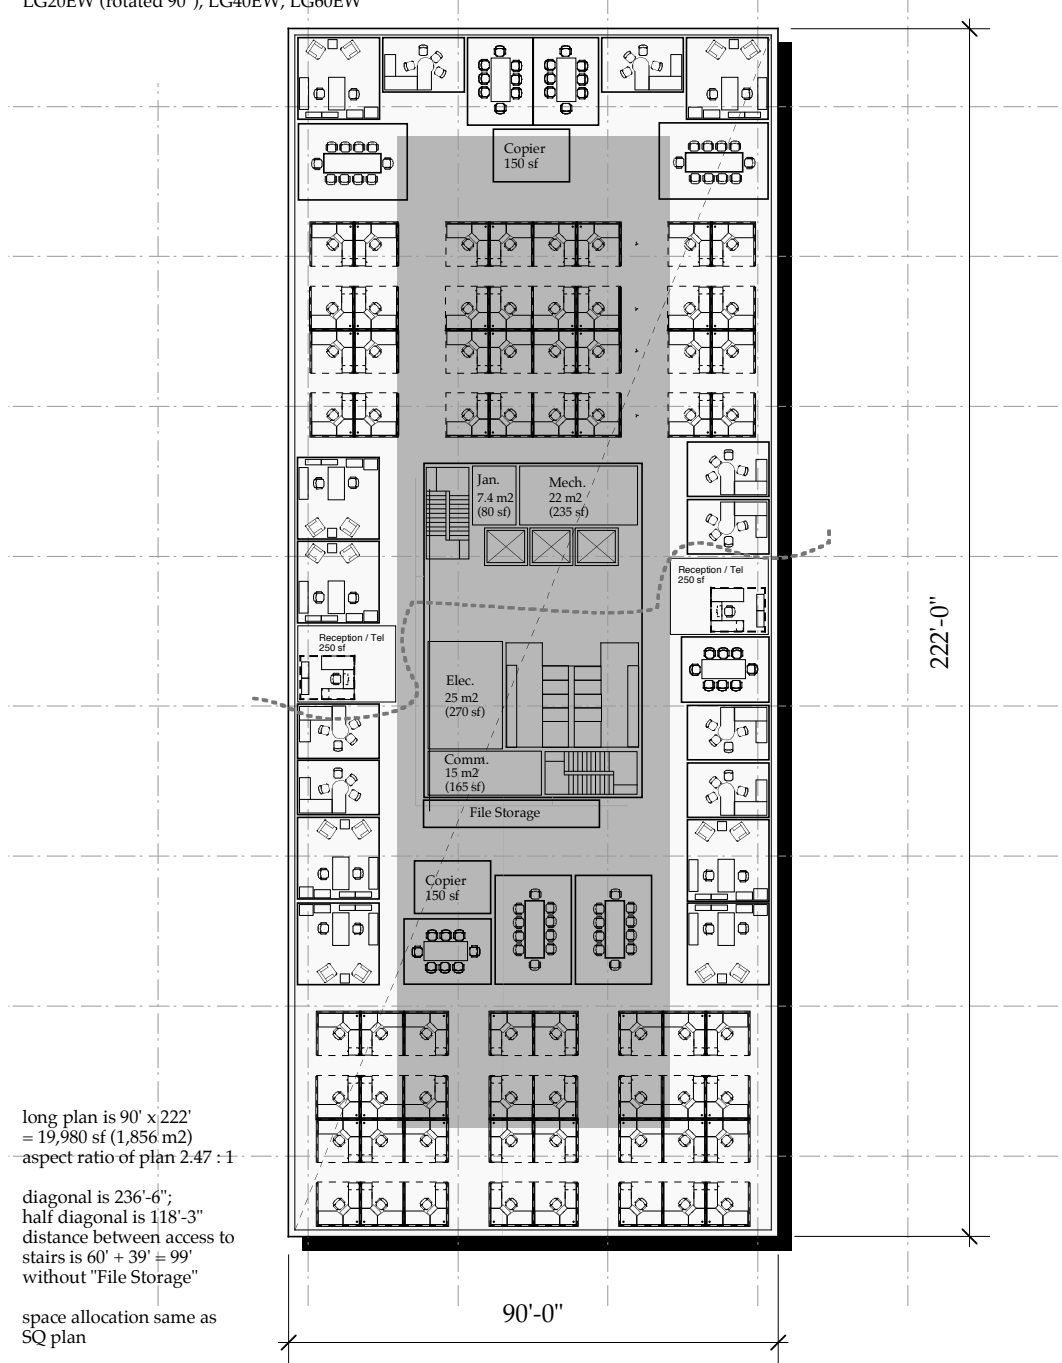 LG20EW (rotated 90°), LG40EW, LG60EW
Copier
150 sf
Jan.
7.4 m2
(80 sf)
Mech.
22 m2
(235 sf)
Reception / Tel
250 sf
Reception / Tel
250 sf
Elec.
25 m2
(270 sf)
Comm.
15 m2
(165 sf)
File Storage
Copier
150 sf
222'-0"
long plan is 90' x 222'
= 19,980 sf (1,856 m2)
aspect ratio of plan 2.47 : 1
diagonal is 236'-6";
half diagonal is 118'-3"
distance between access to
stairs is 60' + 39' = 99'
without "File Storage"
space allocation same as
SQ plan
90'-0"